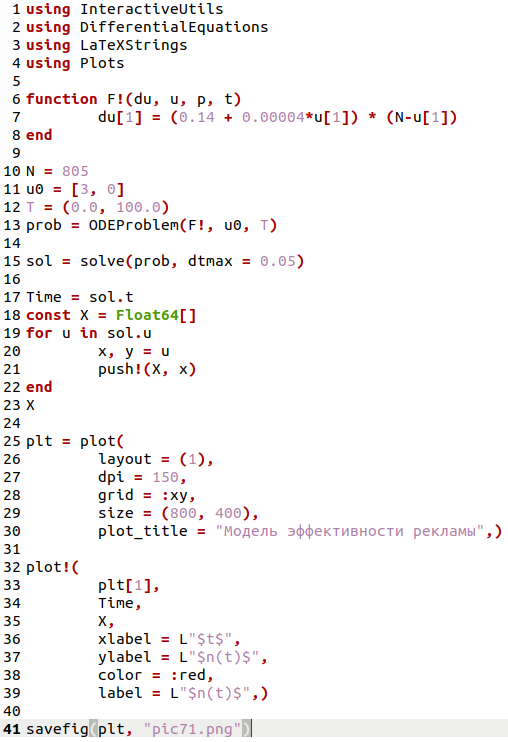 1 using InteractiveUtils
2 using DifferentialEquations
3 using LaTeXStrings
4 using Plots
5
6 function F!(du, u, p, t)
7         du[1] = (0.14 + 0.00004*u[1]) * (N-u[1])
8 end
9
10 N = 805
11 u0 = [3, 0]
12 T = (0.0, 100.0)
13 prob = ODEProblem(F!, u0, T)
14
15 sol = solve(prob, dtmax = 0.05)
16
17 Time = sol.t
18 const X = Float64[]
19 for u in sol.u
20         x, y = u
21         push!(X, x)
22 end
23 X
24
25 plt = plot(
26         layout = (1),
27         dpi = 150,
28         grid = :xy,
29         size = (800, 400),
30         plot_title = "Модель эффективности рекламы",)
31
32 plot!(
33         plt[1],
34         Time,
35         X,
36         xlabel = L"$t$",
37         ylabel = L"$n(t)$",
38         color = :red,
39         label = L"$n(t)$",)
40
41 savefig(plt, "pic71.png")